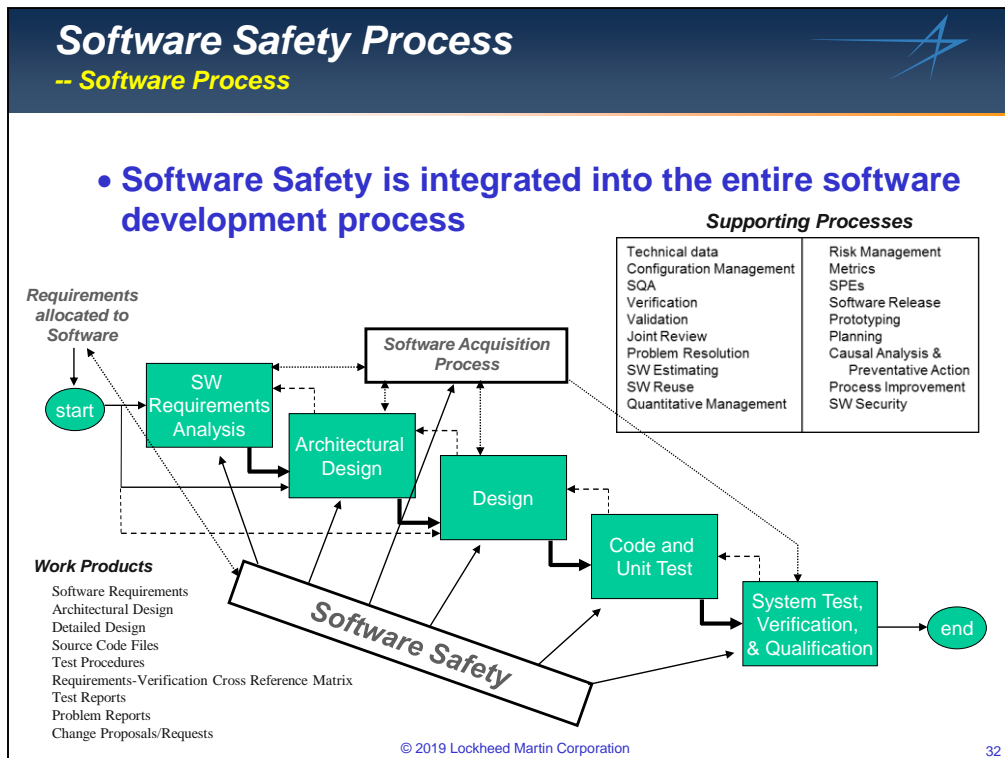 Software Safety Process
-- Software Process
• Software Safety is integrated into the entire software
development process
Supporting Processes
Technical data
Configuration Management
SQA
Verification
Validation
Joint Review
Problem Resolution
SW Estimating
SW Reuse
Quantitative Management
Risk Management
Metrics
SPEs
Software Release
Prototyping
Planning
Causal Analysis &
Preventative Action
Process Improvement
SW Security
Requirements
allocated to
Software
Software Acquisition
Process
start
SW
Requirements
Analysis
Architectural
Design
Design
Code and
Unit Test
System Test,
Verification,
& Qualification
end
Software Safety
Work Products
Software Requirements
Architectural Design
Detailed Design
Source Code Files
Test Procedures
Requirements-Verification Cross Reference Matrix
Test Reports
Problem Reports
Change Proposals/Requests
© 2019 Lockheed Martin Corporation
32